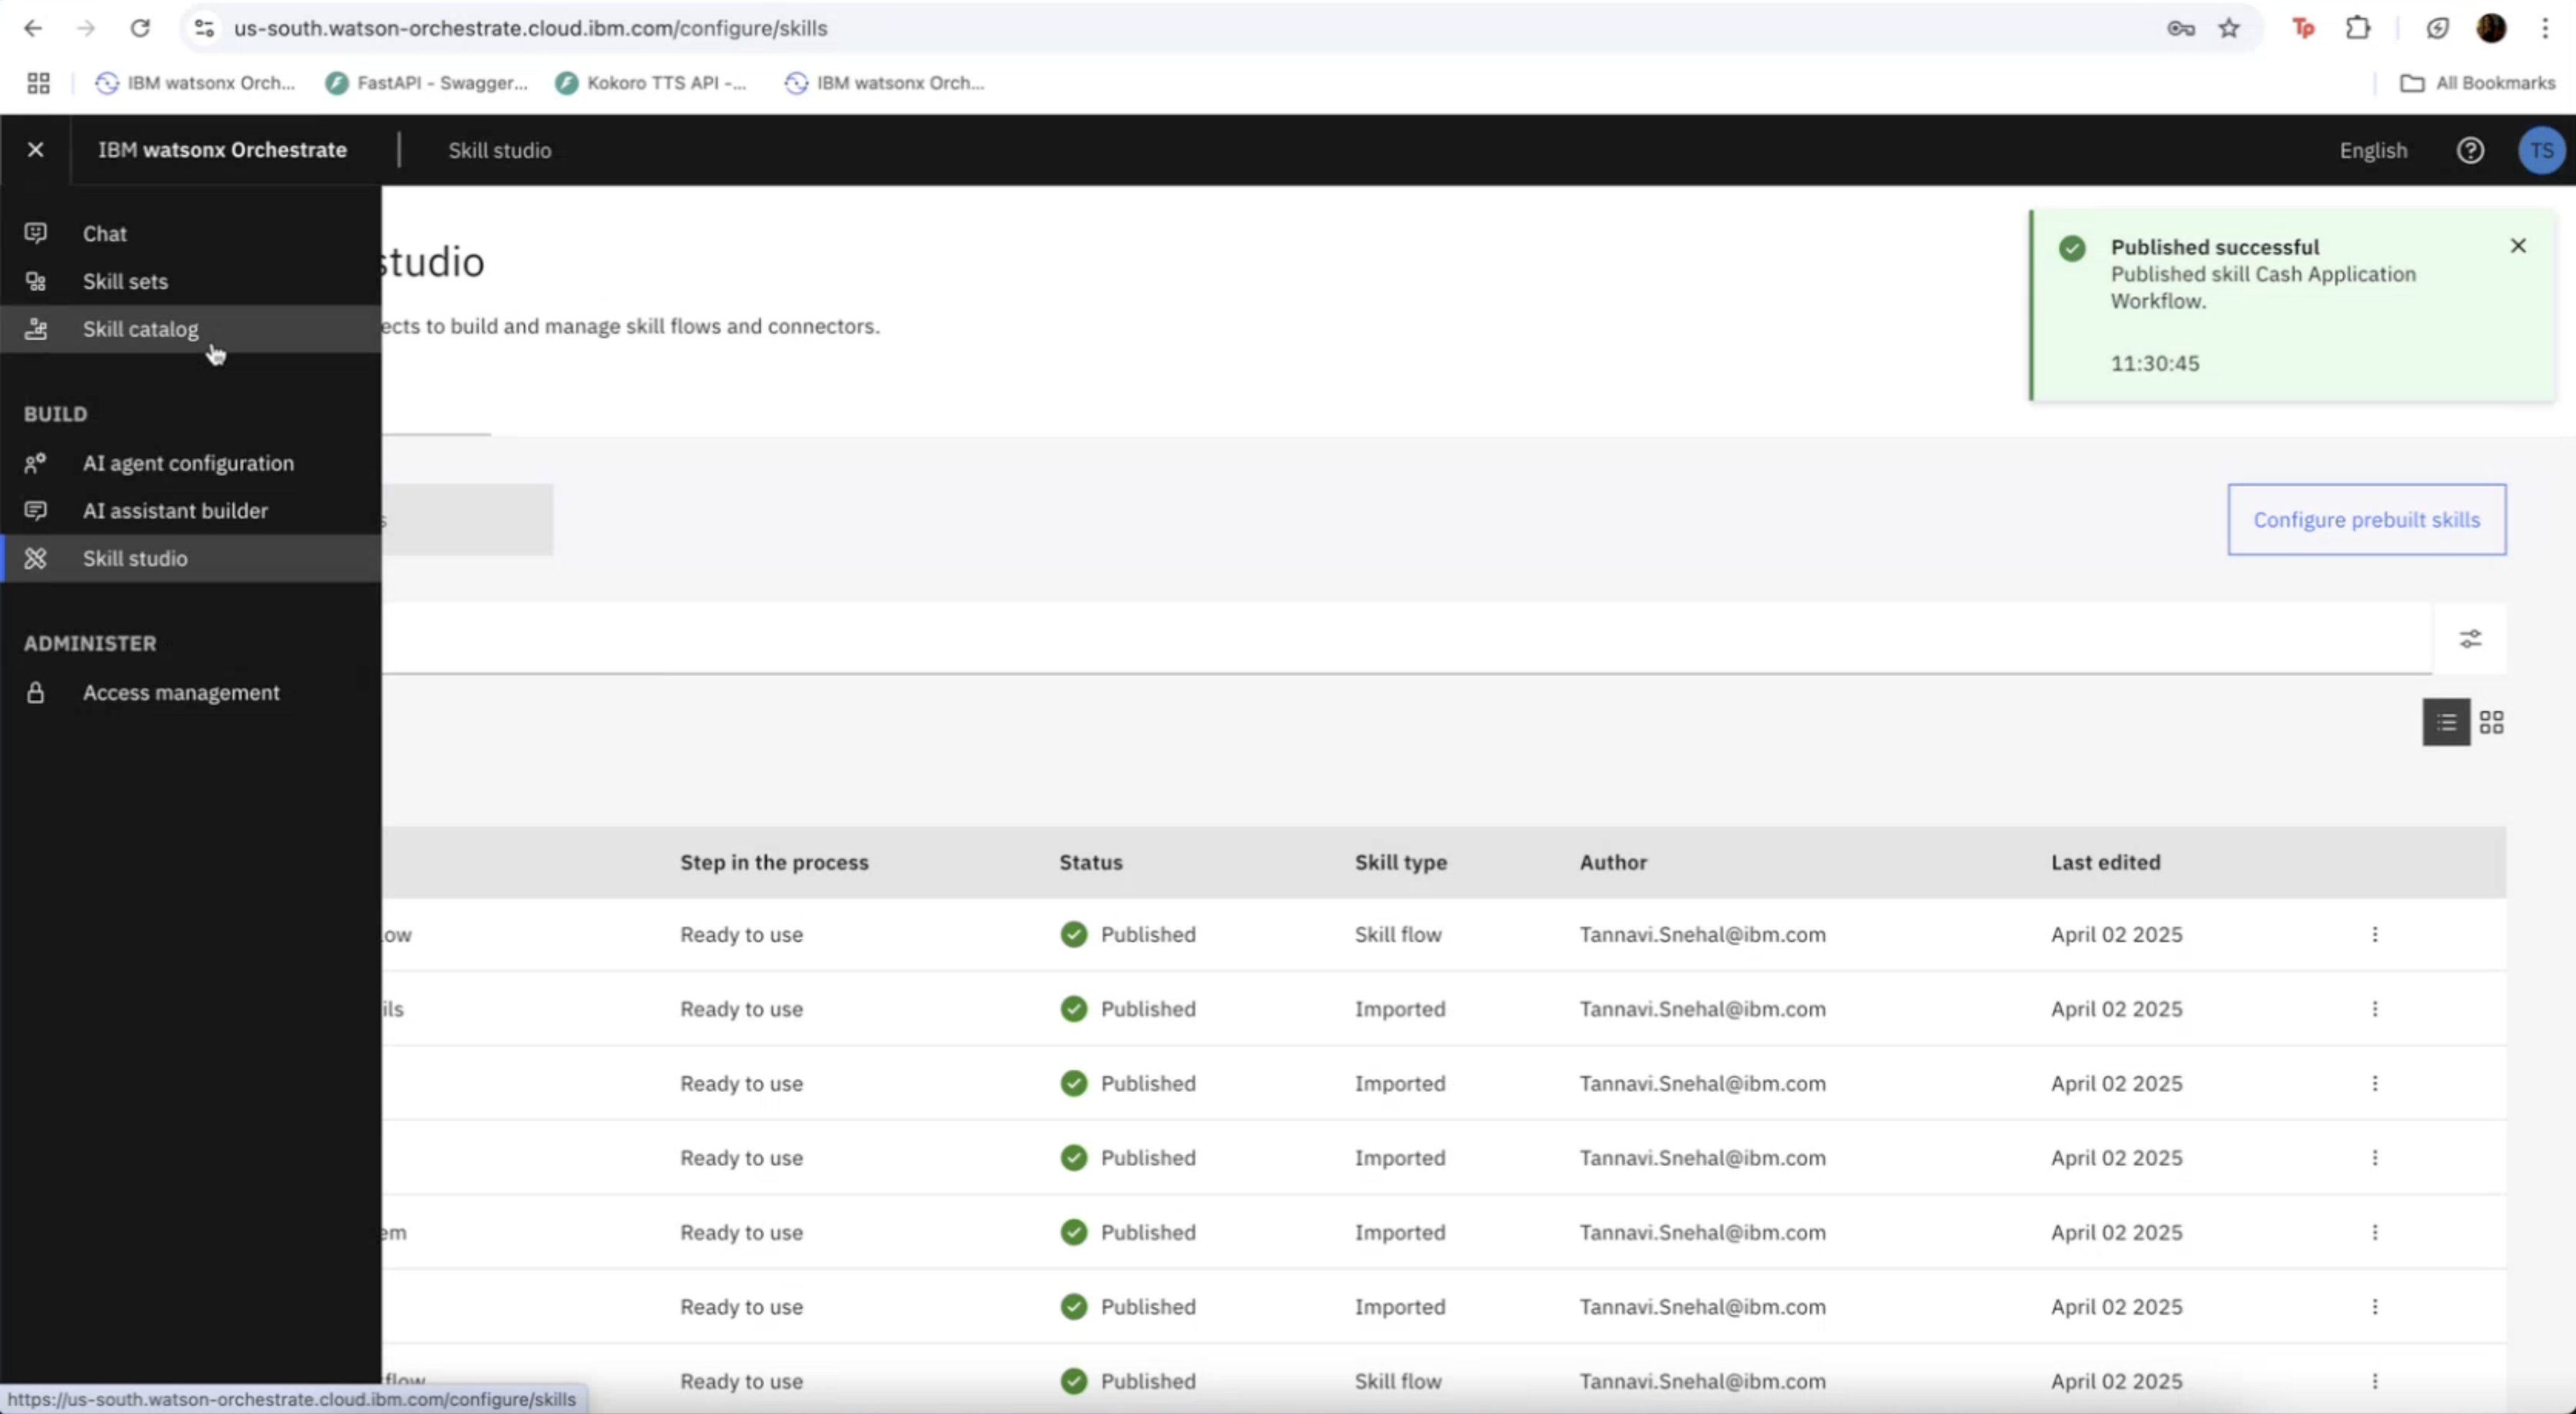 us-south.watson-orchestrate.cloud.ibm.com/configure/skills
Tp
IBM watsonx Orch...
FastAPI - Swagger...
Kokoro TTS API -...
IBM watsonx Orch...
All Bookmarks
IBM watsonx Orchestrate
Skill studio
English
TS
Chat
Skill sets
Skill catalog
BUILD
AI agent configuration
AI assistant builder
Skill studio
ADMINISTER
Access management
studio
ects to build and manage skill flows and connectors.
Published successful
Published skill Cash Application
Workflow.
11:30:45
s
Configure prebuilt skills
Step in the process Status Skill type Author Last edited
ow Ready to use Published Skill flow Tannavi.Snehal@ibm.com April 02 2025
ils Ready to use Published Imported Tannavi.Snehal@ibm.com April 02 2025
Ready to use Published Imported Tannavi.Snehal@ibm.com April 02 2025
Ready to use Published Imported Tannavi.Snehal@ibm.com April 02 2025
em Ready to use Published Imported Tannavi.Snehal@ibm.com April 02 2025
Ready to use Published Imported Tannavi.Snehal@ibm.com April 02 2025
flow Ready to use Published Skill flow Tannavi.Snehal@ibm.com April 02 2025
https://us-south.watson-orchestrate.cloud.ibm.com/configure/skills